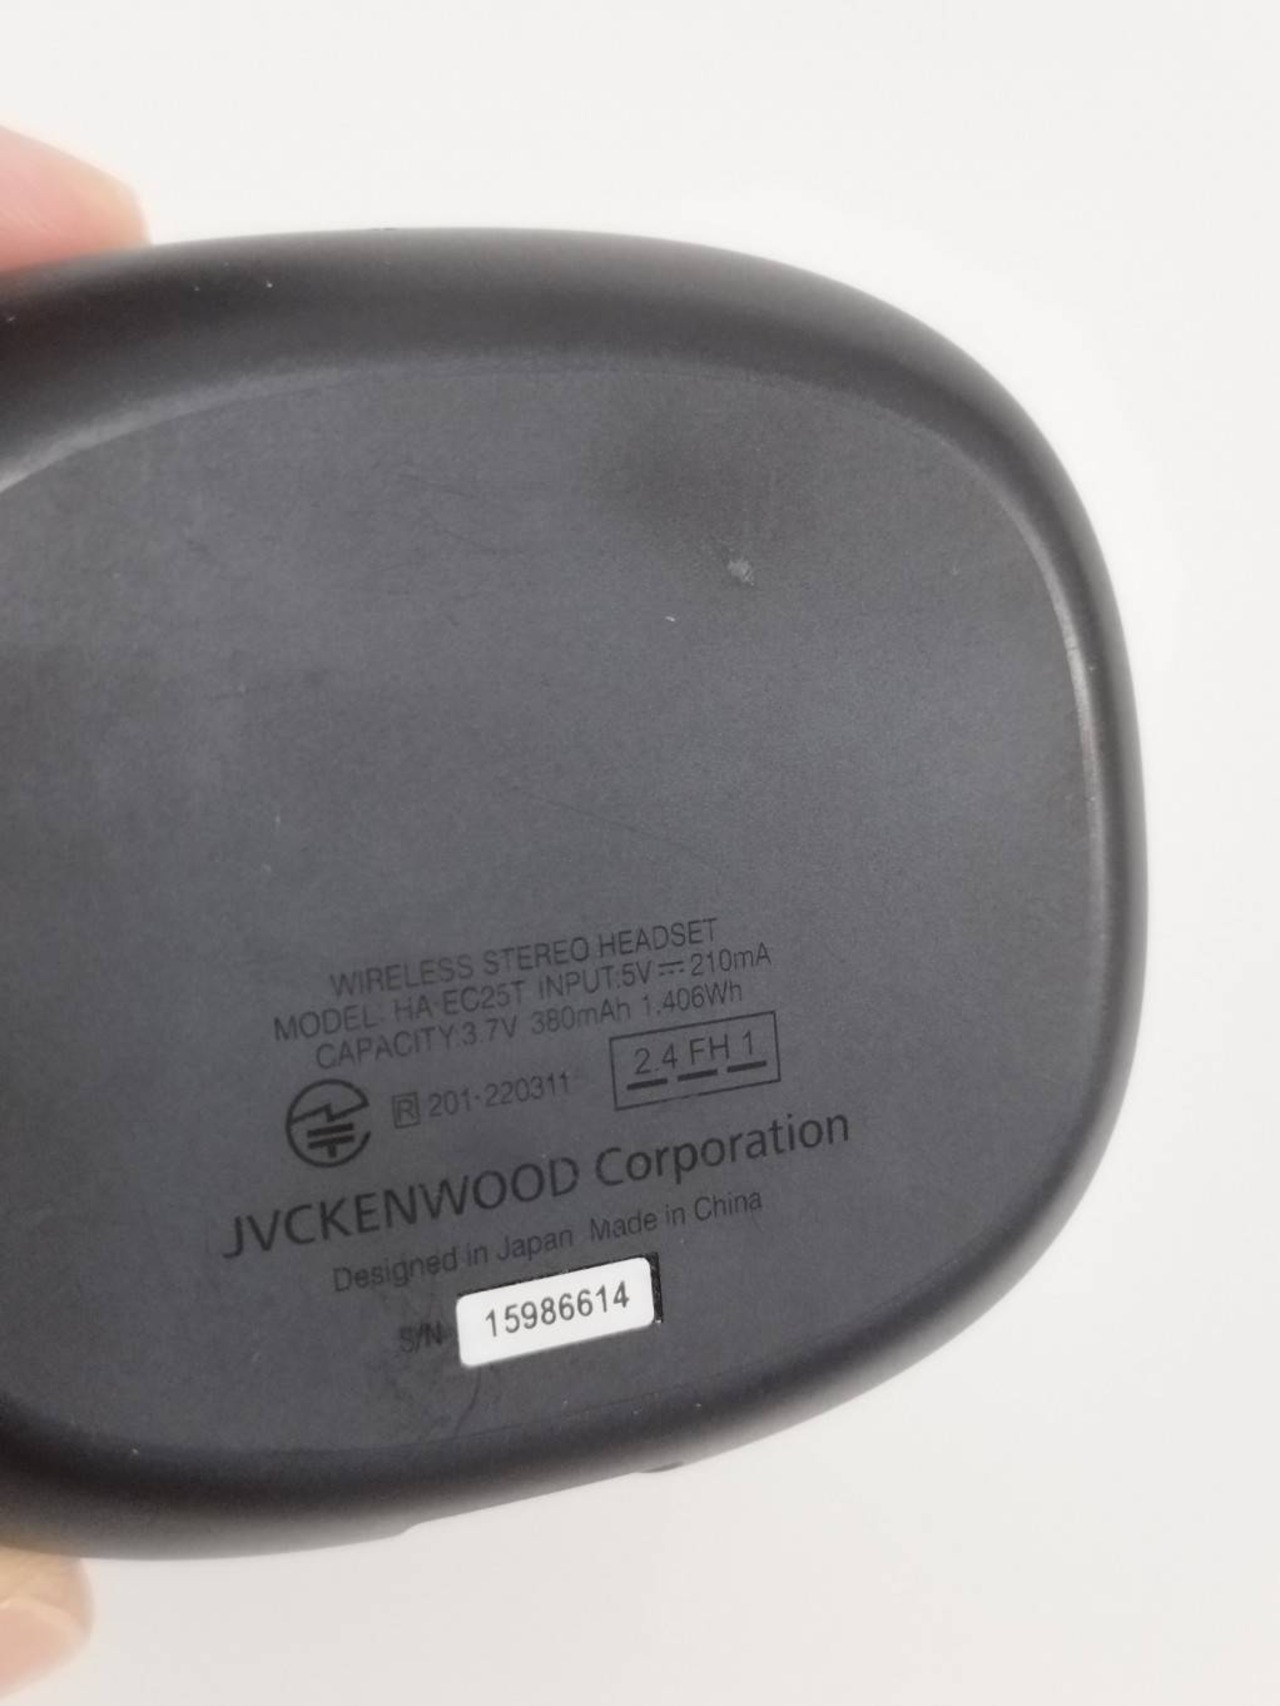 WIRELESS STEREO HEADSET
MODEL: HA-EC25T INPUT:5V⎓210mA
CAPACITY:3.7V 380mAh 1.406Wh
R 201-220311 2.4 FH 1
JVCKENWOOD Corporation
Designed in Japan Made in China
S/N 15986614